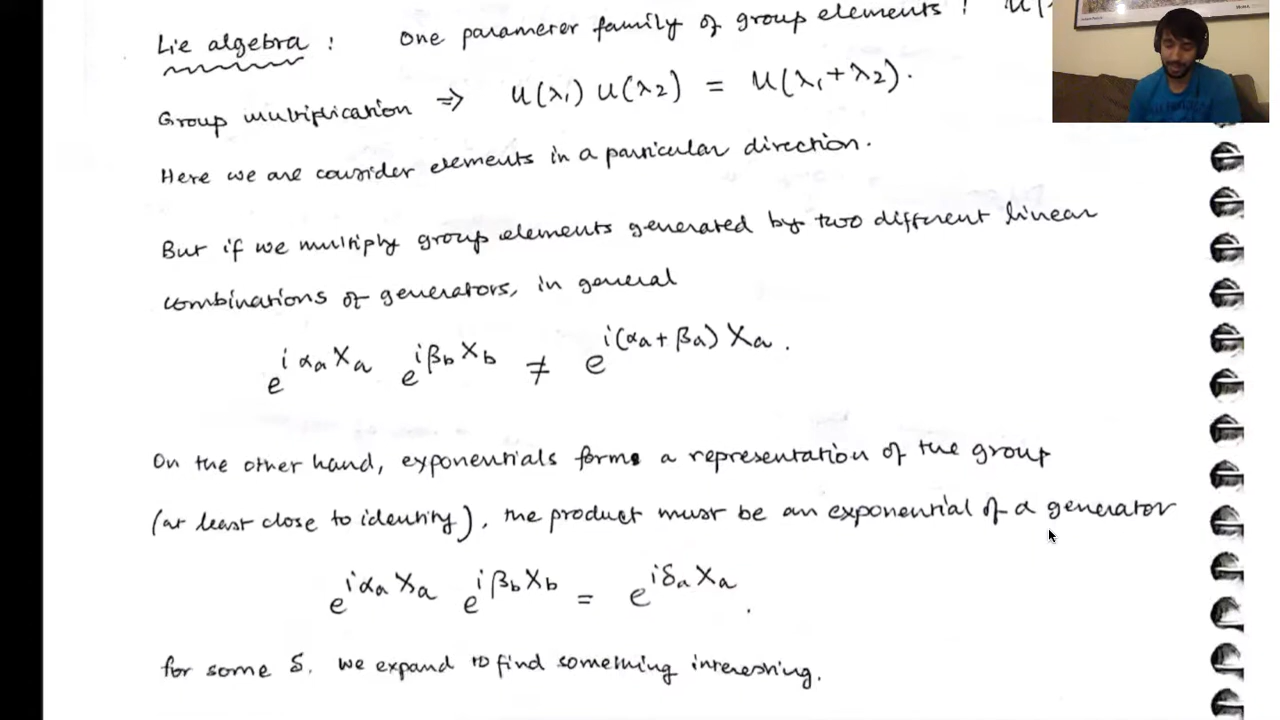 Lie algebra : One parameter family of group elements :
Group multiplication ⇒ U(λ₁) U(λ₂) = U(λ₁+λ₂).
Here we are consider elements in a particular direction.
But if we multiply group elements generated by two different linear
combinations of generators, in general
e^{iαₐXₐ} e^{iβ_bX_b} ≠ e^{i(αₐ+βₐ)Xₐ}.
On the other hand, exponentials forms a representation of the group
(at least close to identity), the product must be an exponential of a generator
e^{iαₐXₐ} e^{iβ_bX_b} = e^{iδₐXₐ}.
for some δ. We expand to find something interesting.